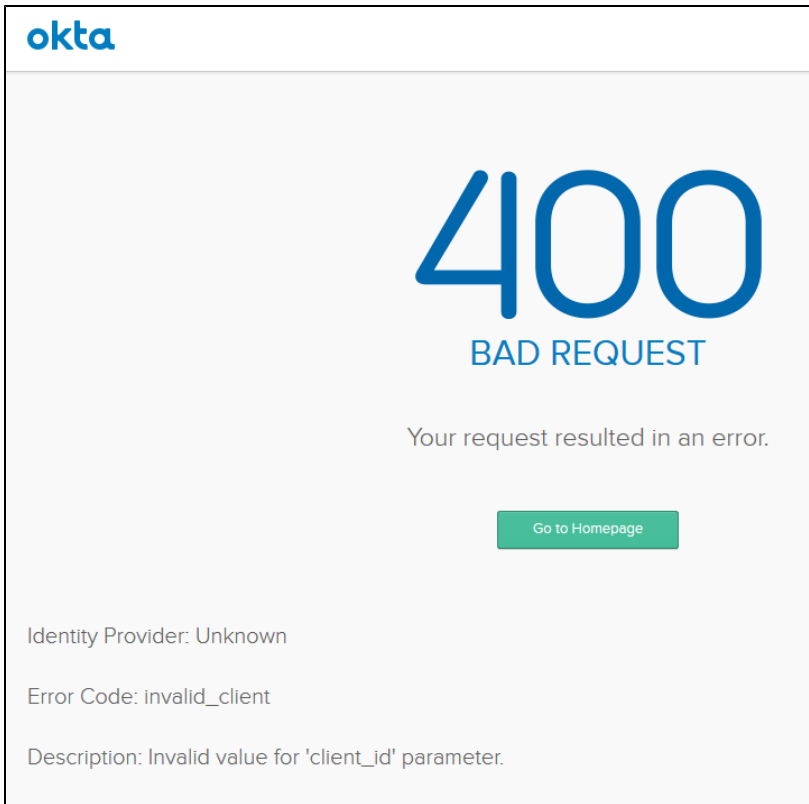 okta
400
BAD REQUEST
Your request resulted in an error.
Go to Homepage
Identity Provider: Unknown
Error Code: invalid_client
Description: Invalid value for 'client_id' parameter.